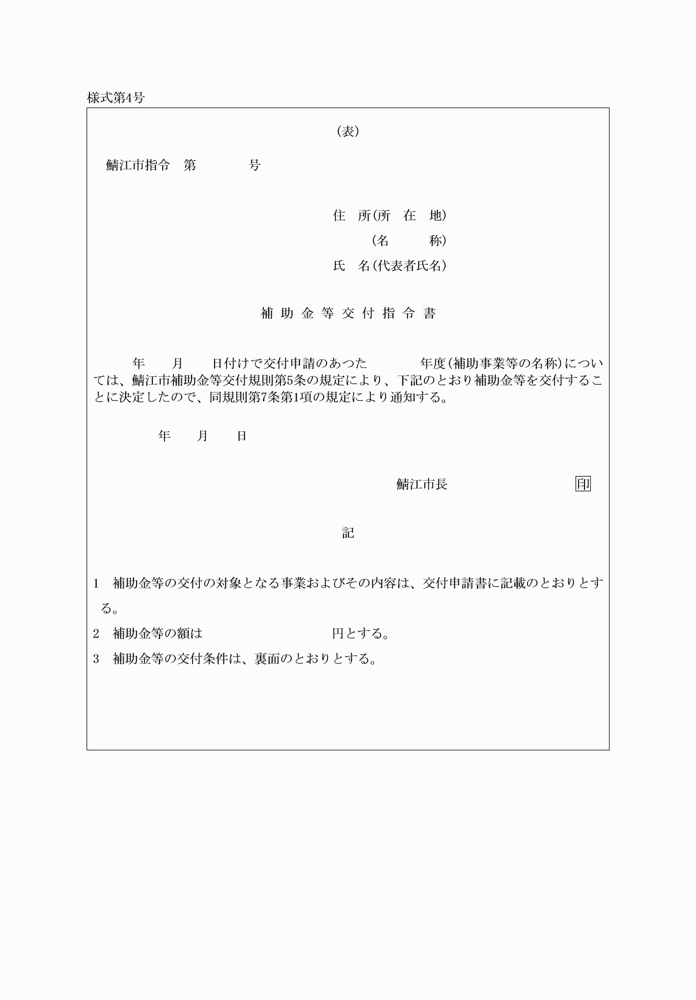 様式第4号
（表）
鯖江市指令　第　　　　号
住　所(所　在　地)
(名　　　称)
氏　名(代表者氏名)
補助金等交付指令書
年　　月　　日付けで交付申請のあつた　　　　年度(補助事業等の名称)につい
ては、鯖江市補助金等交付規則第5条の規定により、下記のとおり補助金等を交付するこ
とに決定したので、同規則第7条第1項の規定により通知する。
年　　月　　日
鯖江市長　　　　　　　　　　印
記
1　補助金等の交付の対象となる事業およびその内容は、交付申請書に記載のとおりとす
る。
2　補助金等の額は　　　　　　　　　　円とする。
3　補助金等の交付条件は、裏面のとおりとする。